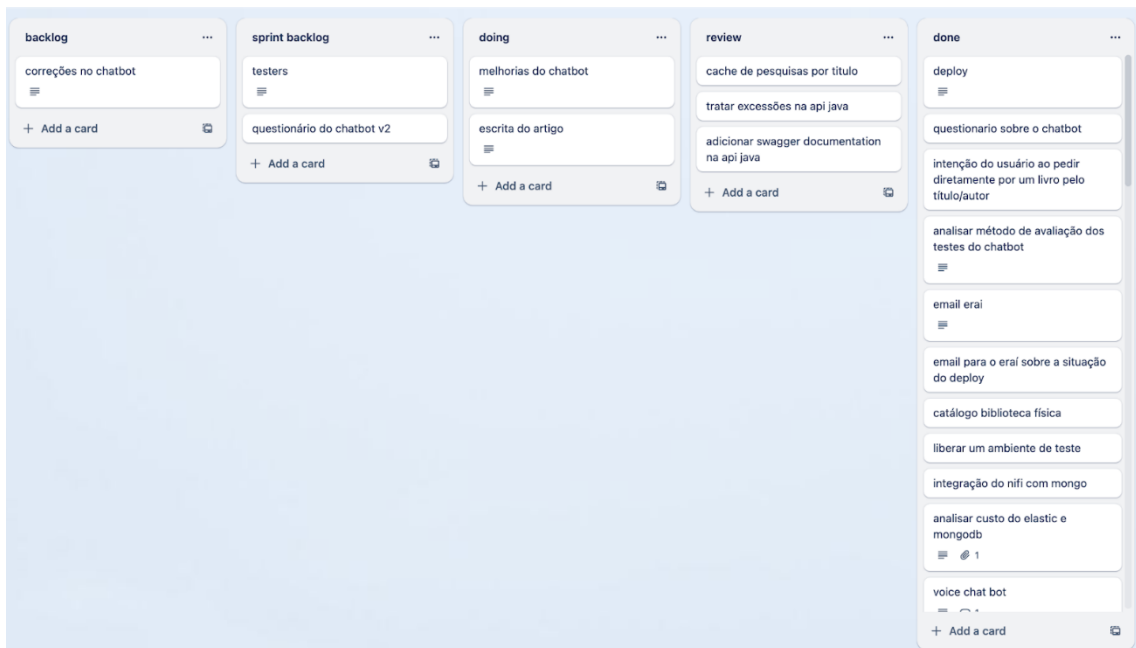 backlog
correções no chatbot
+ Add a card
sprint backlog
testers
questionário do chatbot v2
+ Add a card
doing
melhorias do chatbot
escrita do artigo
+ Add a card
review
cache de pesquisas por titulo
tratar excessões na api java
adicionar swagger documentation
na api java
+ Add a card
done
deploy
questionario sobre o chatbot
intenção do usuário ao pedir
diretamente por um livro pelo
título/autor
analisar método de avaliação dos
testes do chatbot
email erai
email para o eraí sobre a situação
do deploy
catálogo biblioteca física
liberar um ambiente de teste
integração do nifi com mongo
analisar custo do elastic e
mongodb
1
voice chat bot
+ Add a card